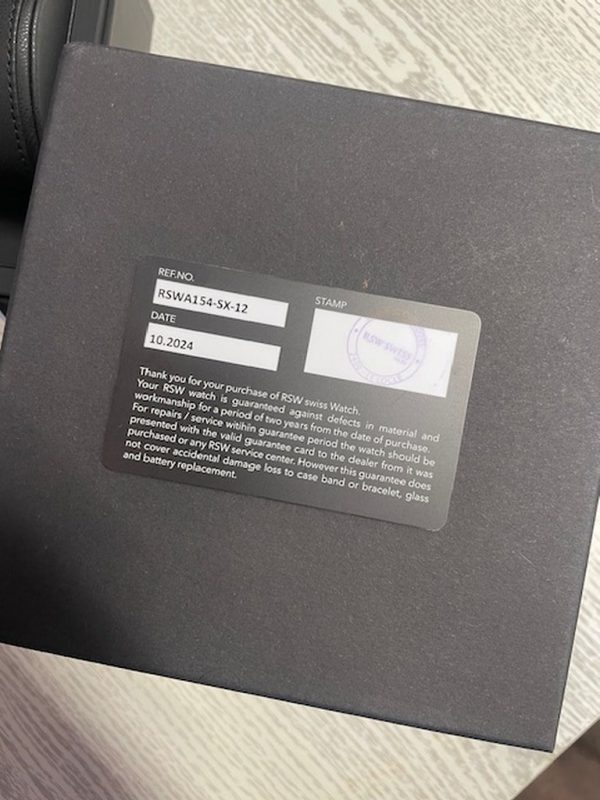 REF.NO.
RSWA154-SX-12
DATE
10.2024
STAMP
RSW SWISS
Thank you for your purchase of RSW swiss Watch.
Your RSW watch is guaranteed against defects in material and
workmanship for a period of two years from the date of purchase.
For repairs / service witihin guarantee period the watch should be
presented with the valid guarantee card to the dealer from it was
purchased or any RSW service center. However this guarantee does
not cover accidental damage loss to case band or bracelet, glass
and battery replacement.